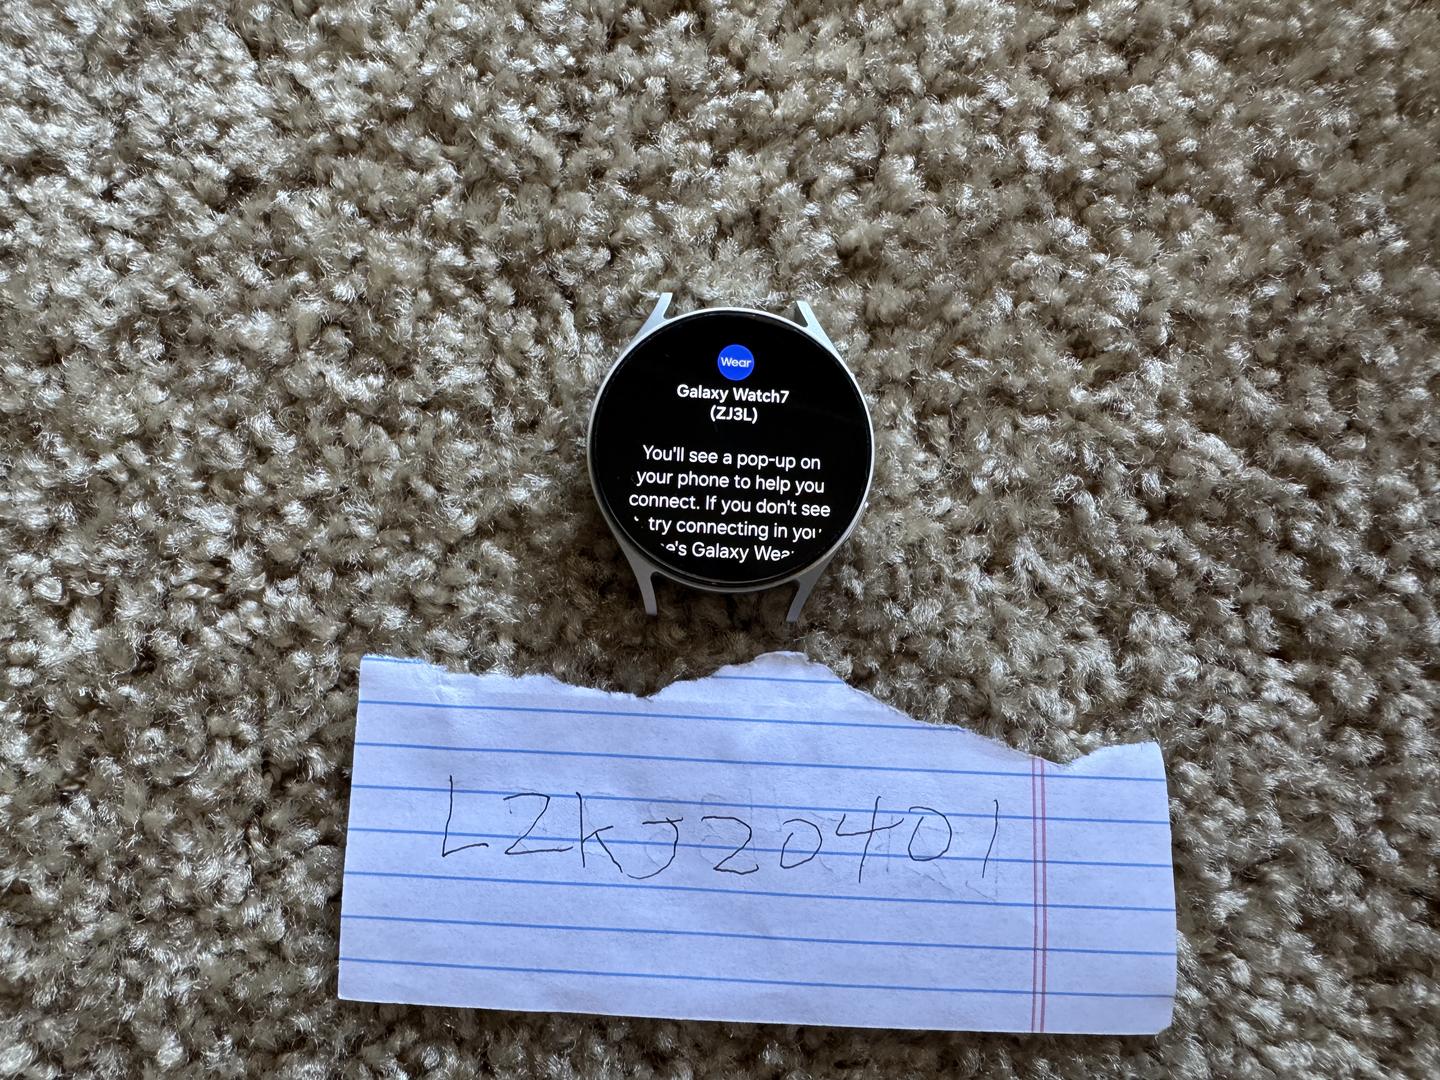 Wear
Galaxy Watch7
(ZJ3L)
You'll see a pop-up on
your phone to help you
connect. If you don't see
try connecting in you
e's Galaxy Wear
LZKJ20401